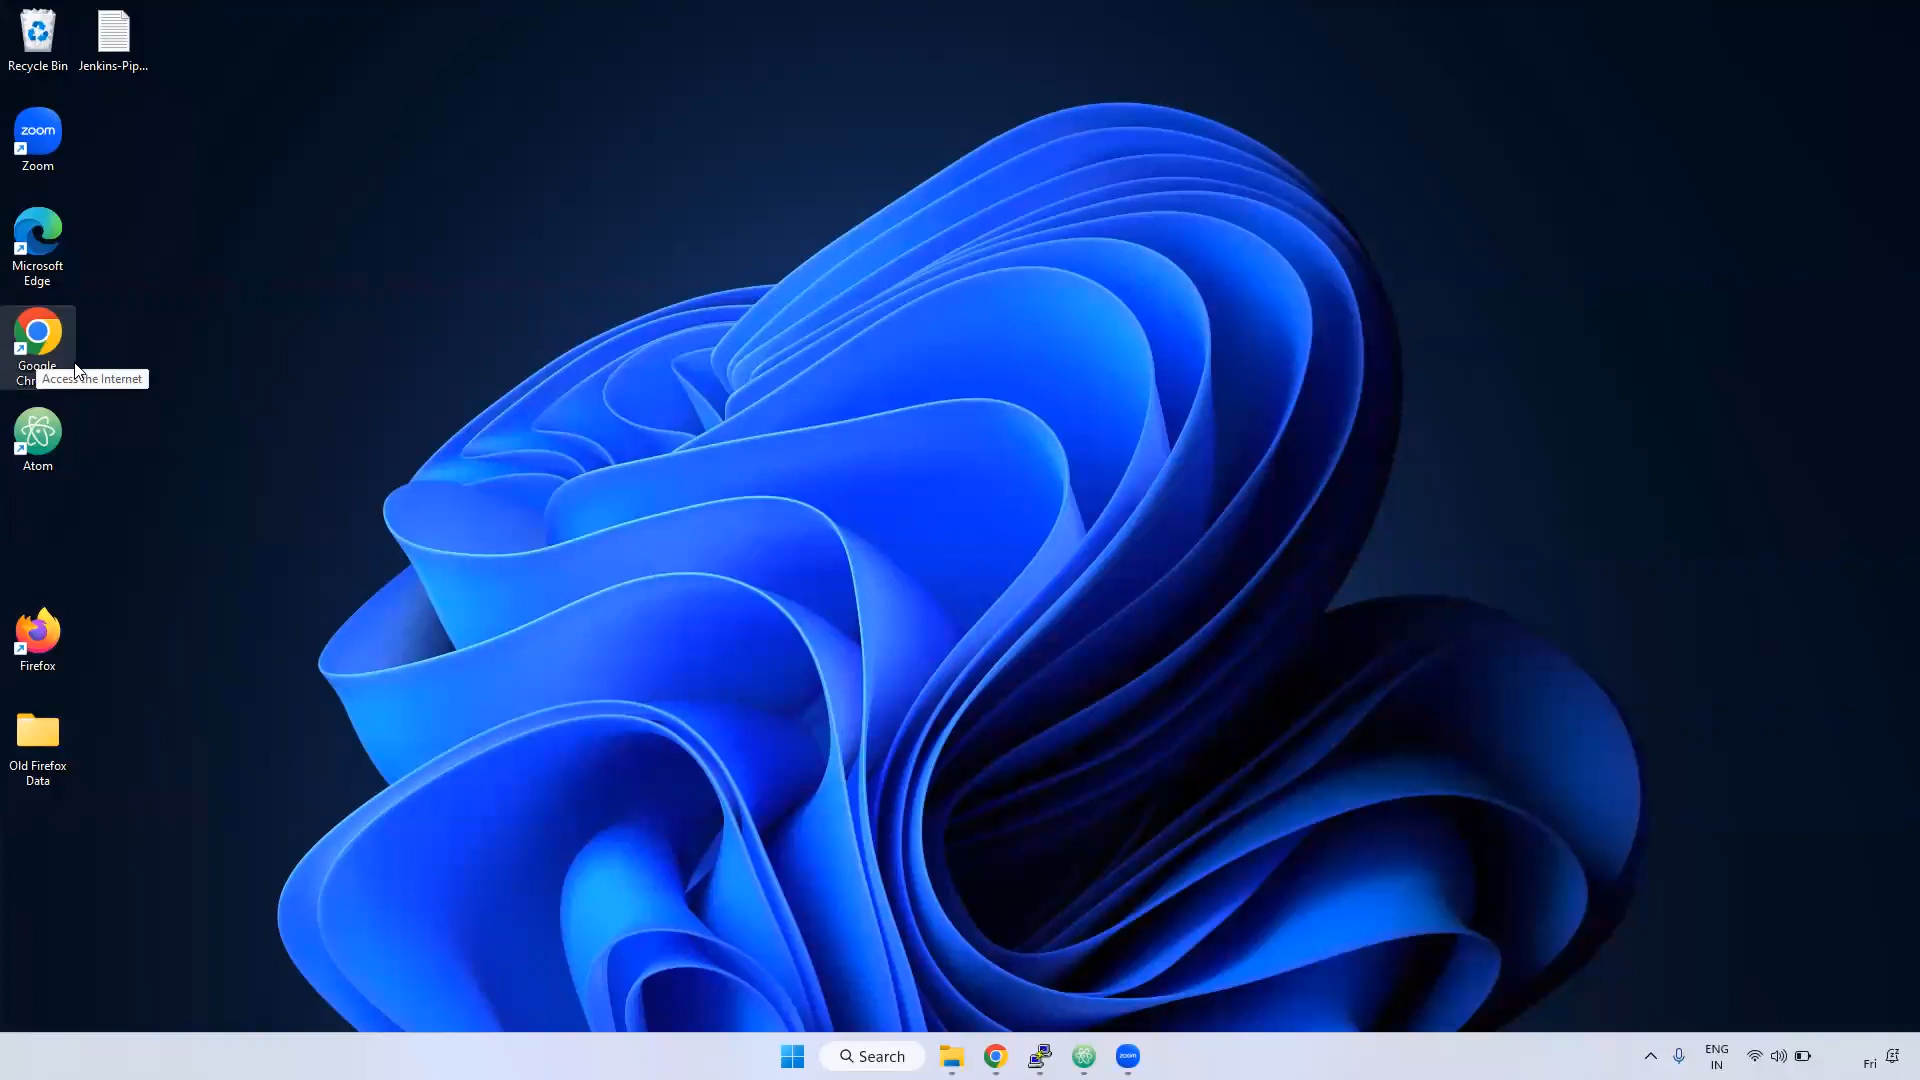 Recycle Bin
Jenkins-Pip...
zoom
Zoom
Microsoft
Edge
Google
Chr
Access the Internet
Atom
Firefox
Old Firefox
Data
Search
zoom
ENG
IN
Fri